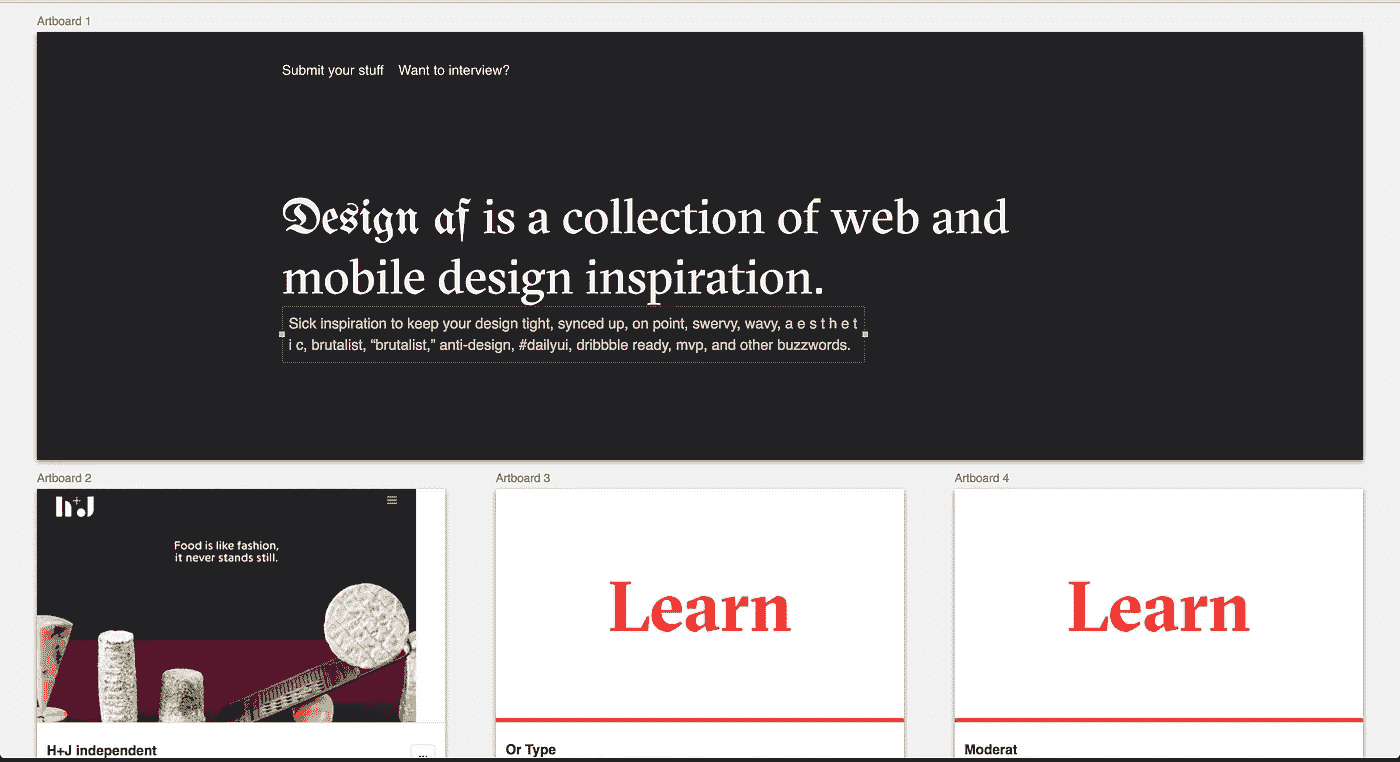 Artboard 1
Submit your stuff Want to interview?
Design af is a collection of web and
mobile design inspiration.
Sick inspiration to keep your design tight, synced up, on point, swervy, wavy, a e s t h e t
i c, brutalist, “brutalist,” anti-design, #dailyui, dribbble ready, mvp, and other buzzwords.
Artboard 2
Artboard 3
Artboard 4
h+J
Food is like fashion,
it never stands still.
Learn
Learn
H+J independent
...
Or Type
Moderat